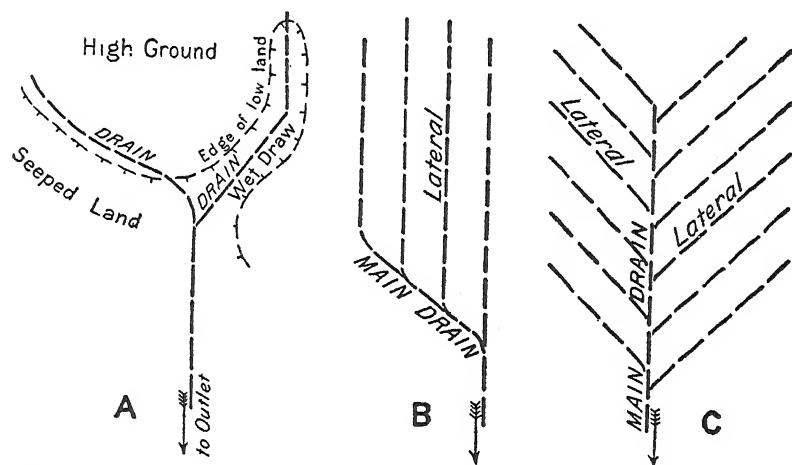 High Ground
DRAIN
Seeped Land
Edge of low land
DRAIN
Wet Draw
to Outlet
A
Lateral
MAIN DRAIN
B
Lateral
Lateral
MAIN DRAIN
C